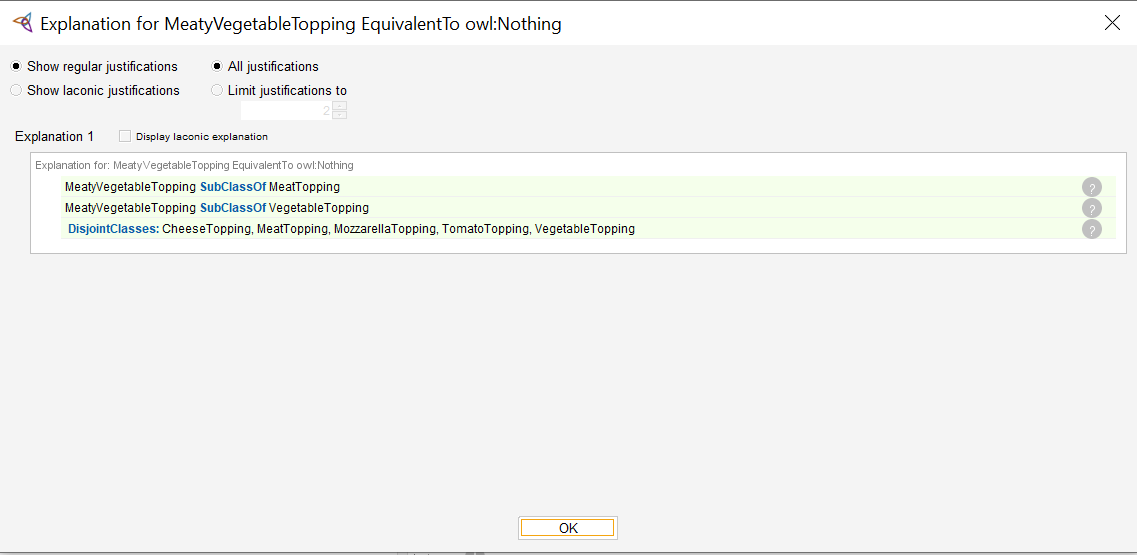 Explanation for MeatyVegetableTopping EquivalentTo owl:Nothing
Show regular justifications All justifications
Show laconic justifications Limit justifications to
2
Explanation 1 Display laconic explanation
Explanation for: MeatyVegetableTopping EquivalentTo owl:Nothing
MeatyVegetableTopping SubClassOf MeatTopping ?
MeatyVegetableTopping SubClassOf VegetableTopping ?
DisjointClasses: CheeseTopping, MeatTopping, MozzarellaTopping, TomatoTopping, VegetableTopping ?
OK